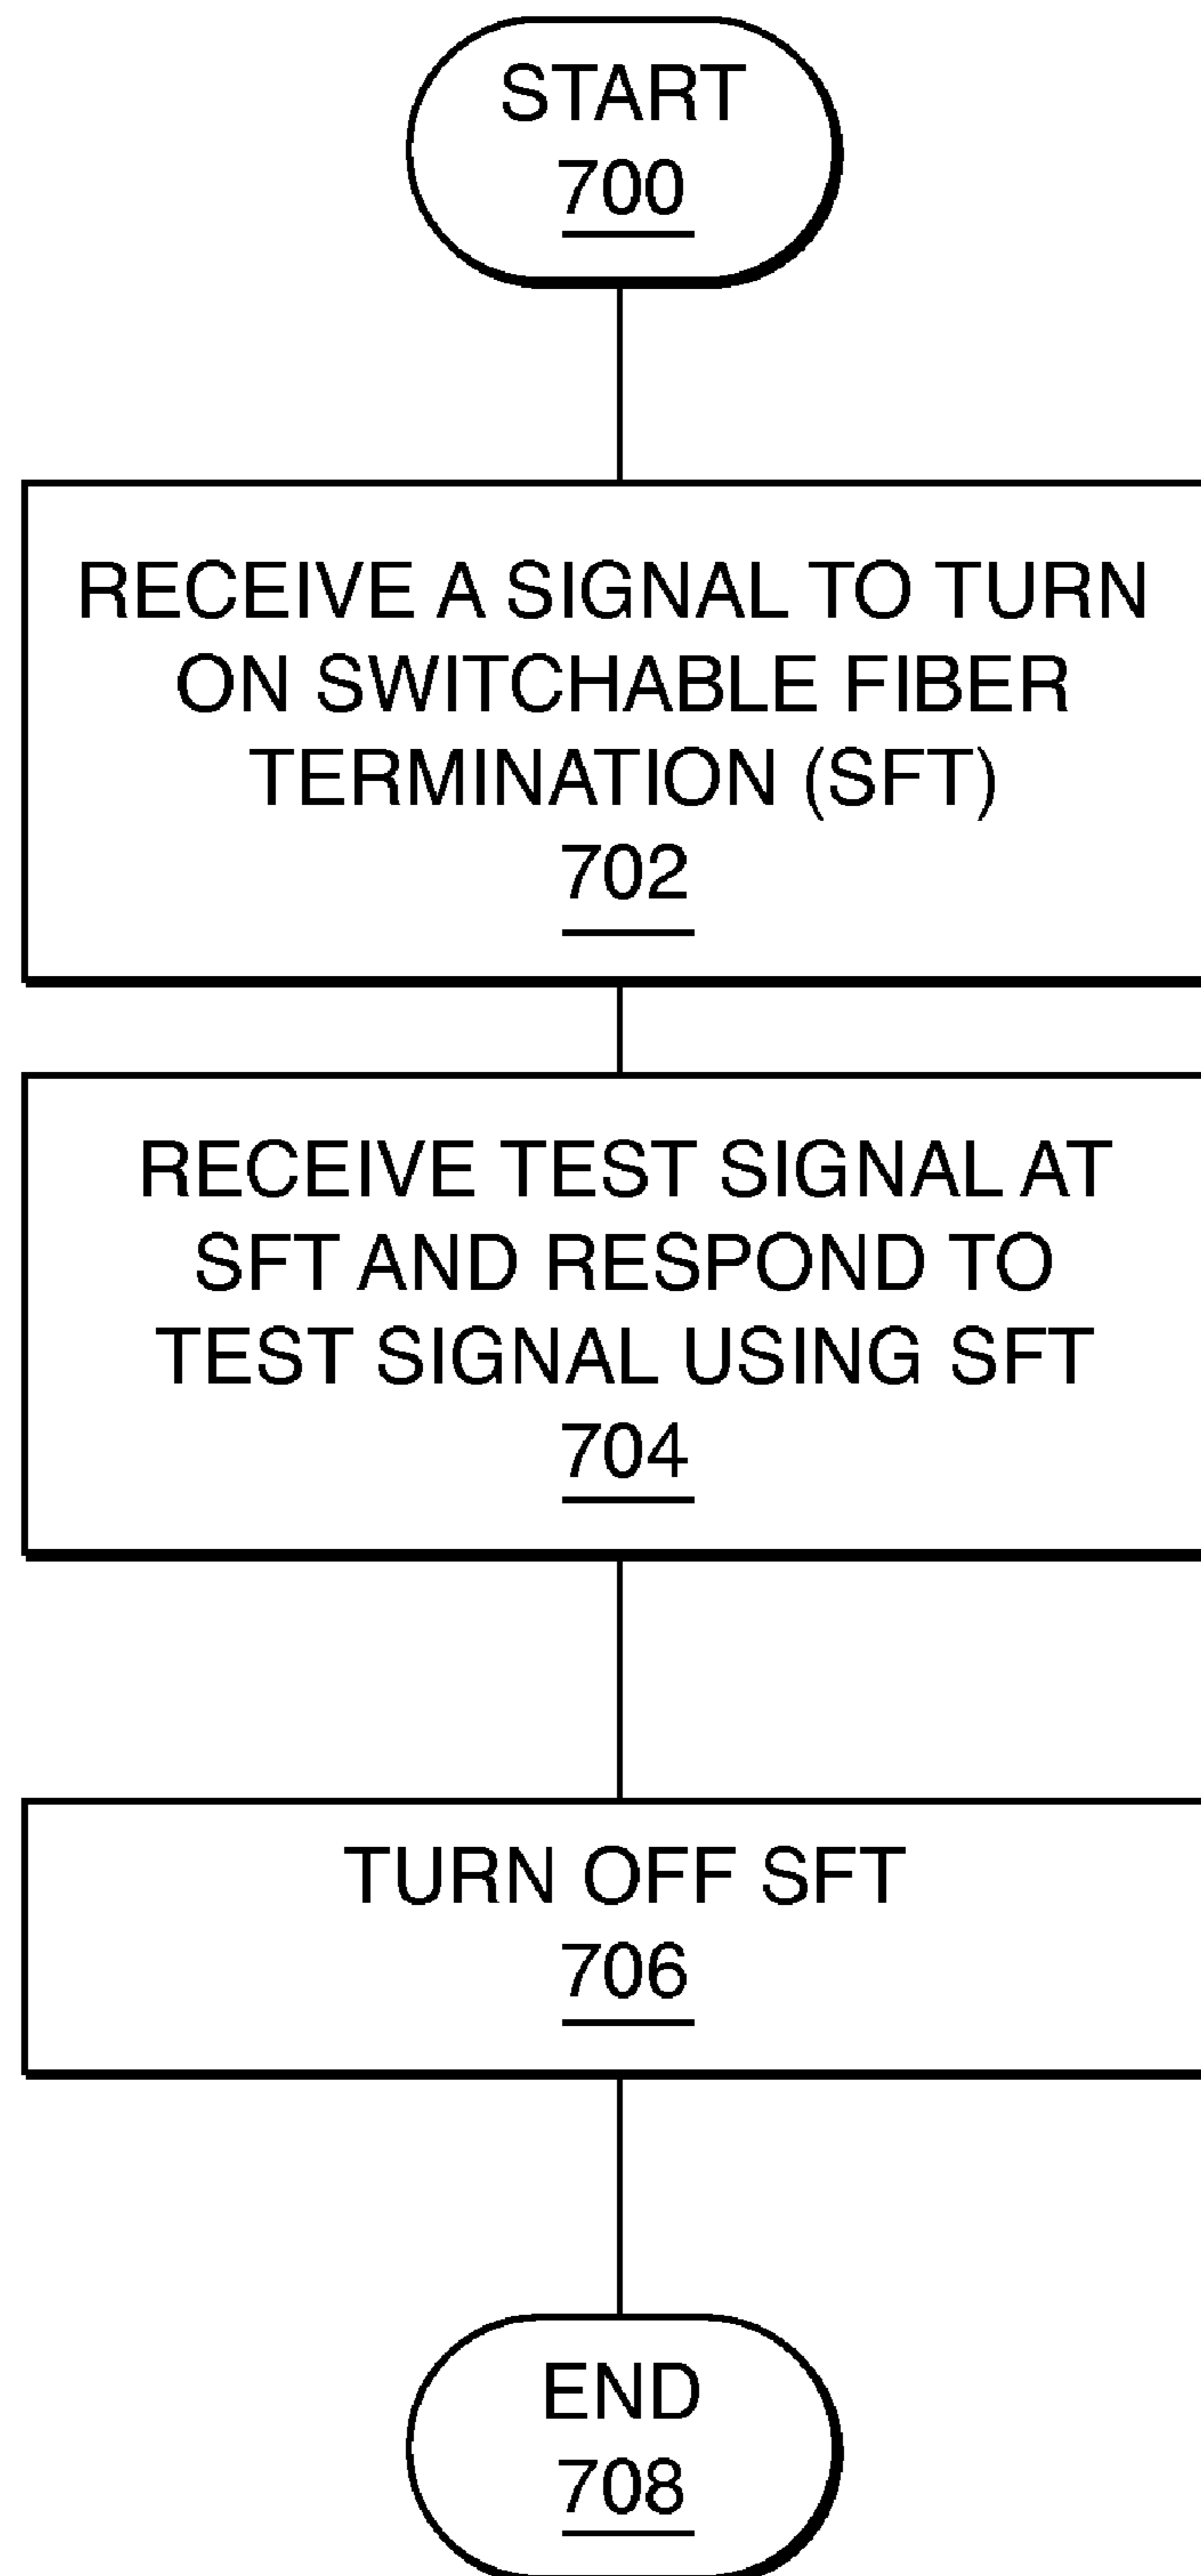 START
700
RECEIVE A SIGNAL TO TURN
ON SWITCHABLE FIBER
TERMINATION (SFT)
702
RECEIVE TEST SIGNAL AT
SFT AND RESPOND TO
TEST SIGNAL USING SFT
704
TURN OFF SFT
706
END
708